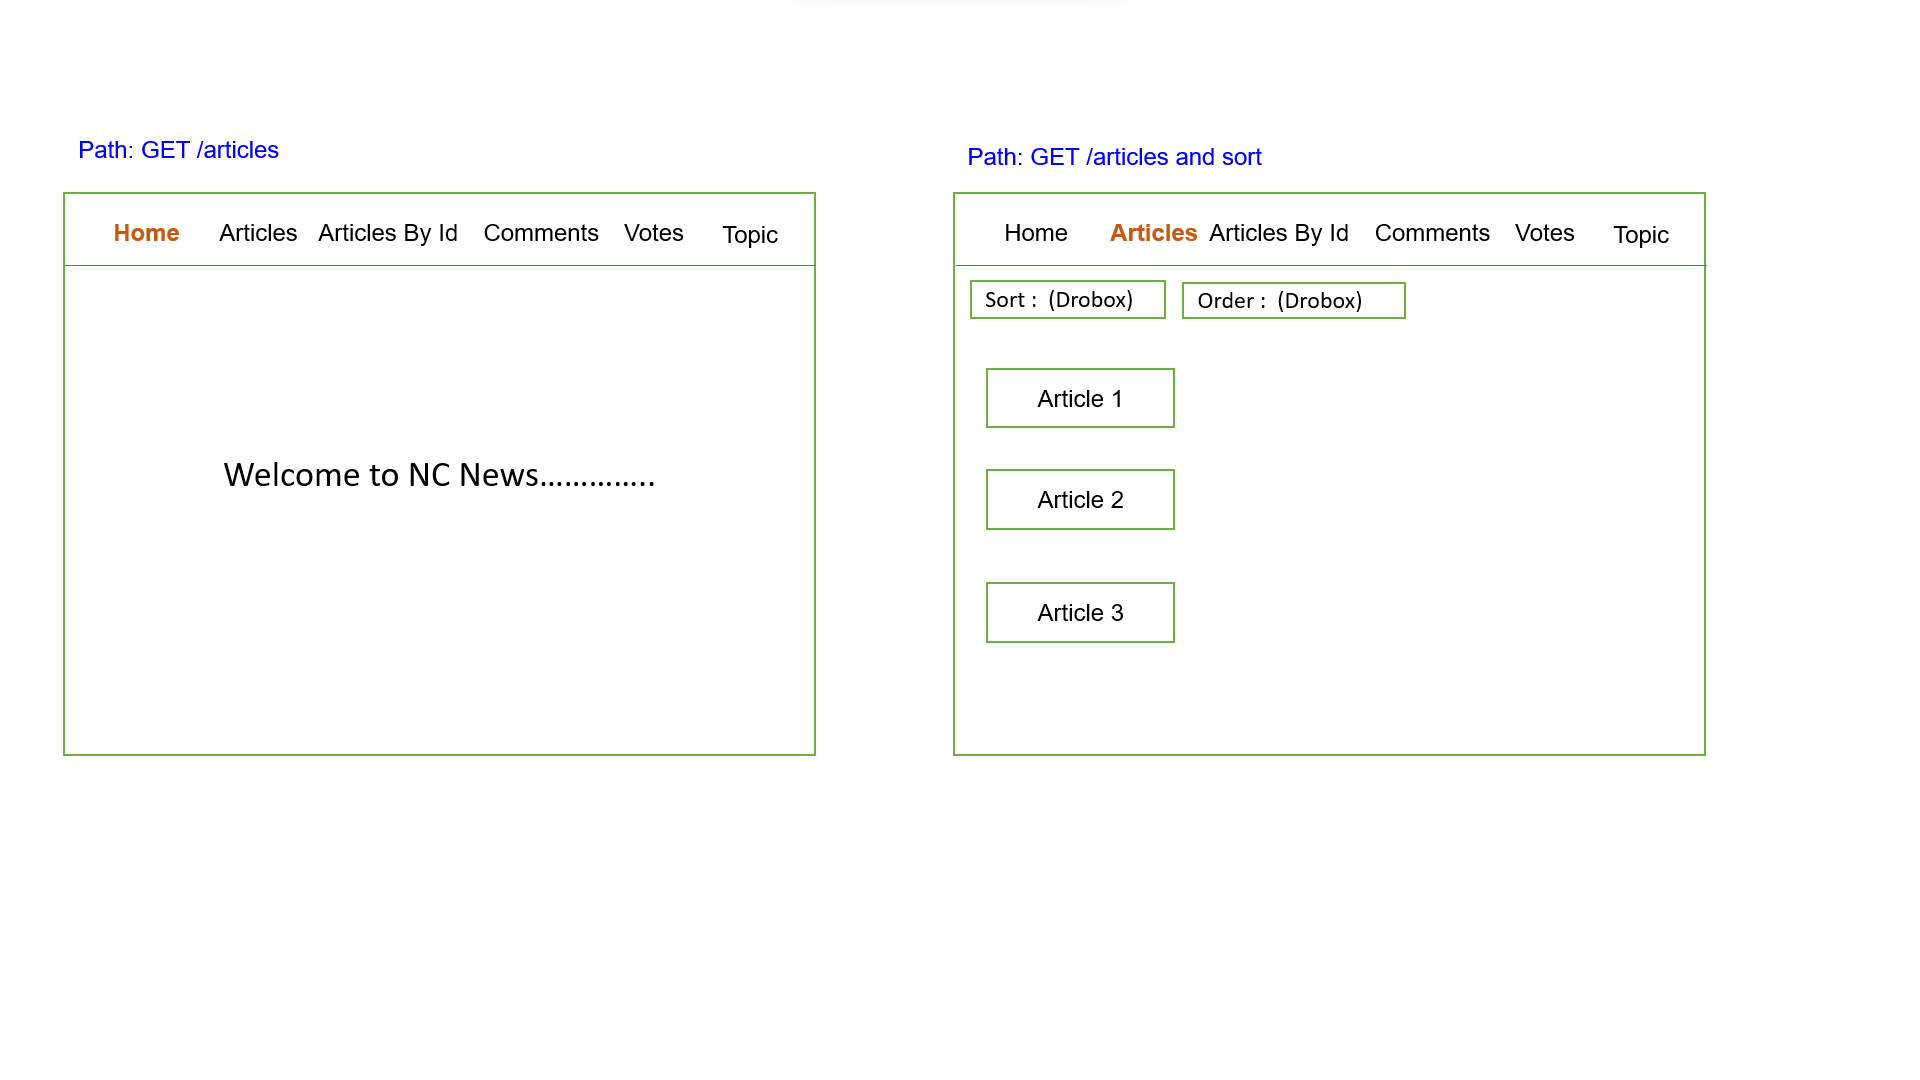 Path: GET /articles
Home Articles Articles By Id Comments Votes Topic
Welcome to NC News.............
Path: GET /articles and sort
Home Articles Articles By Id Comments Votes Topic
Sort : (Drobox) Order : (Drobox)
Article 1
Article 2
Article 3